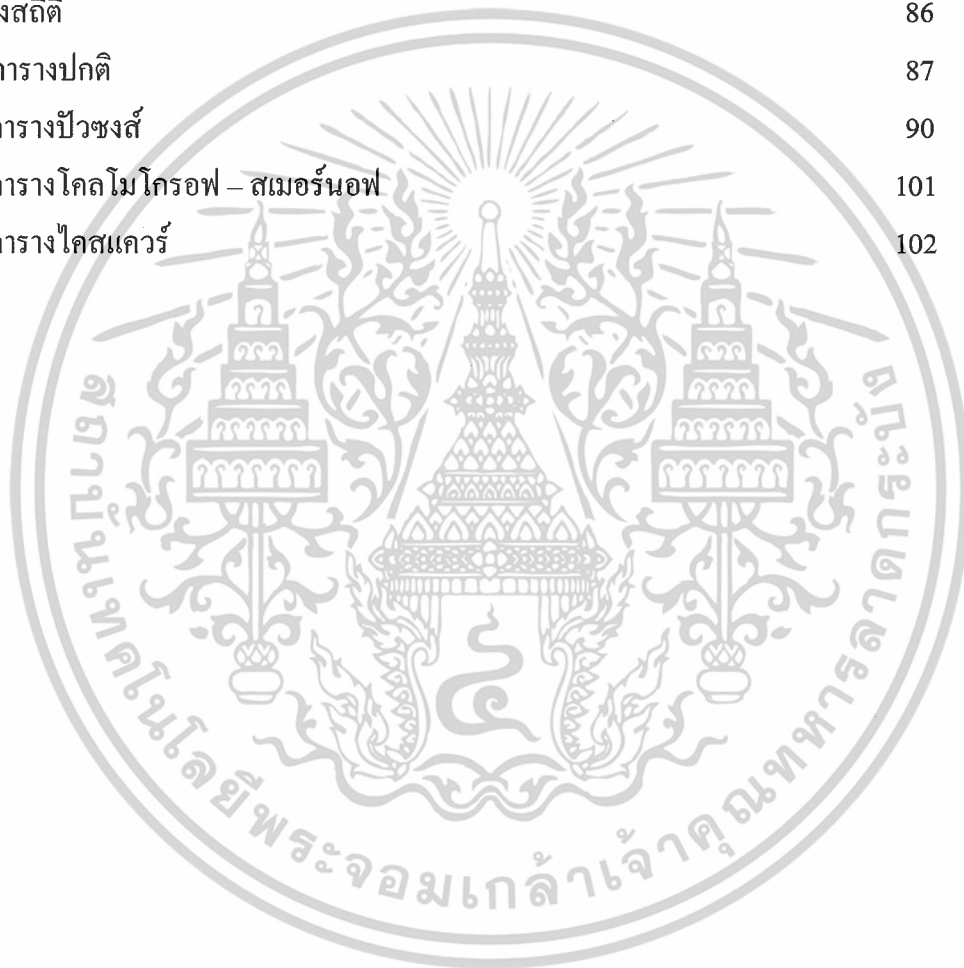 งสถิติ 86
ตารางปกติ 87
ตารางปัวซงส์ 90
ตารางโคลโมโกรอฟ – สเมอร์นอฟ 101
ตารางไคสแควร์ 102
สถาบันเทคโนโลยีพระจอมเกล้าเจ้าคุณทหารลาดกระบัง
๔